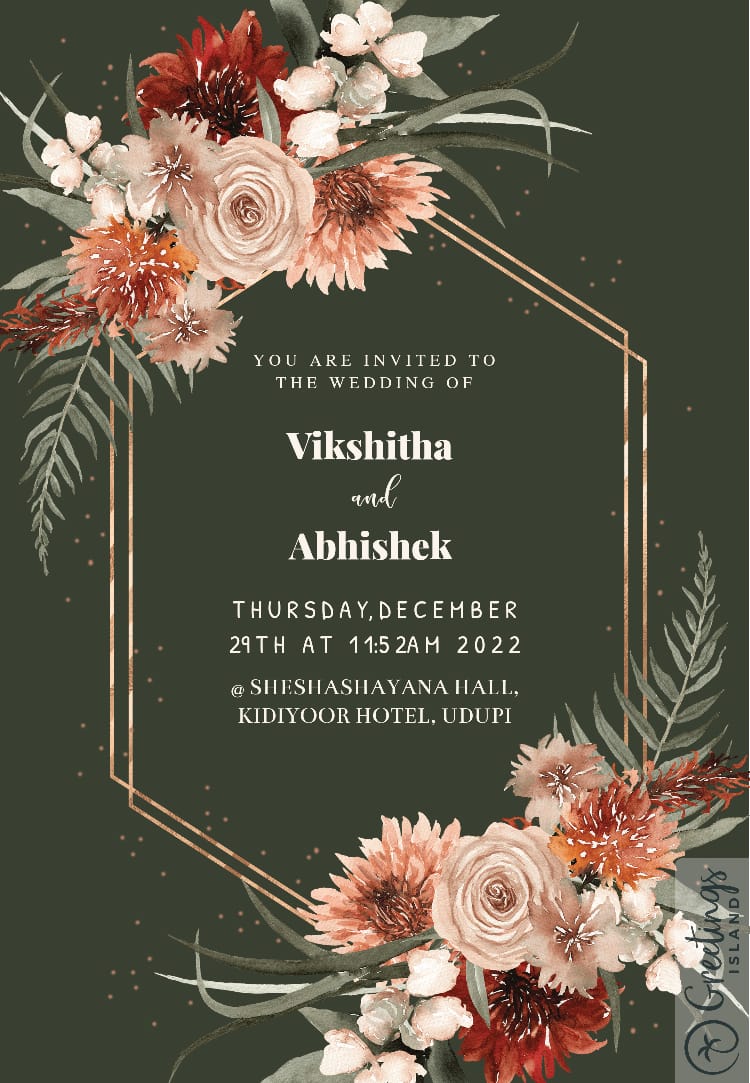 YOU ARE INVITED TO
THE WEDDING OF
Vikshitha
and
Abhishek
THURSDAY,DECEMBER
29TH AT 11:52AM 2022
@ SHESHASHAYANA HALL,
KIDIYOOR HOTEL, UDUPI
Greetings
ISLAND